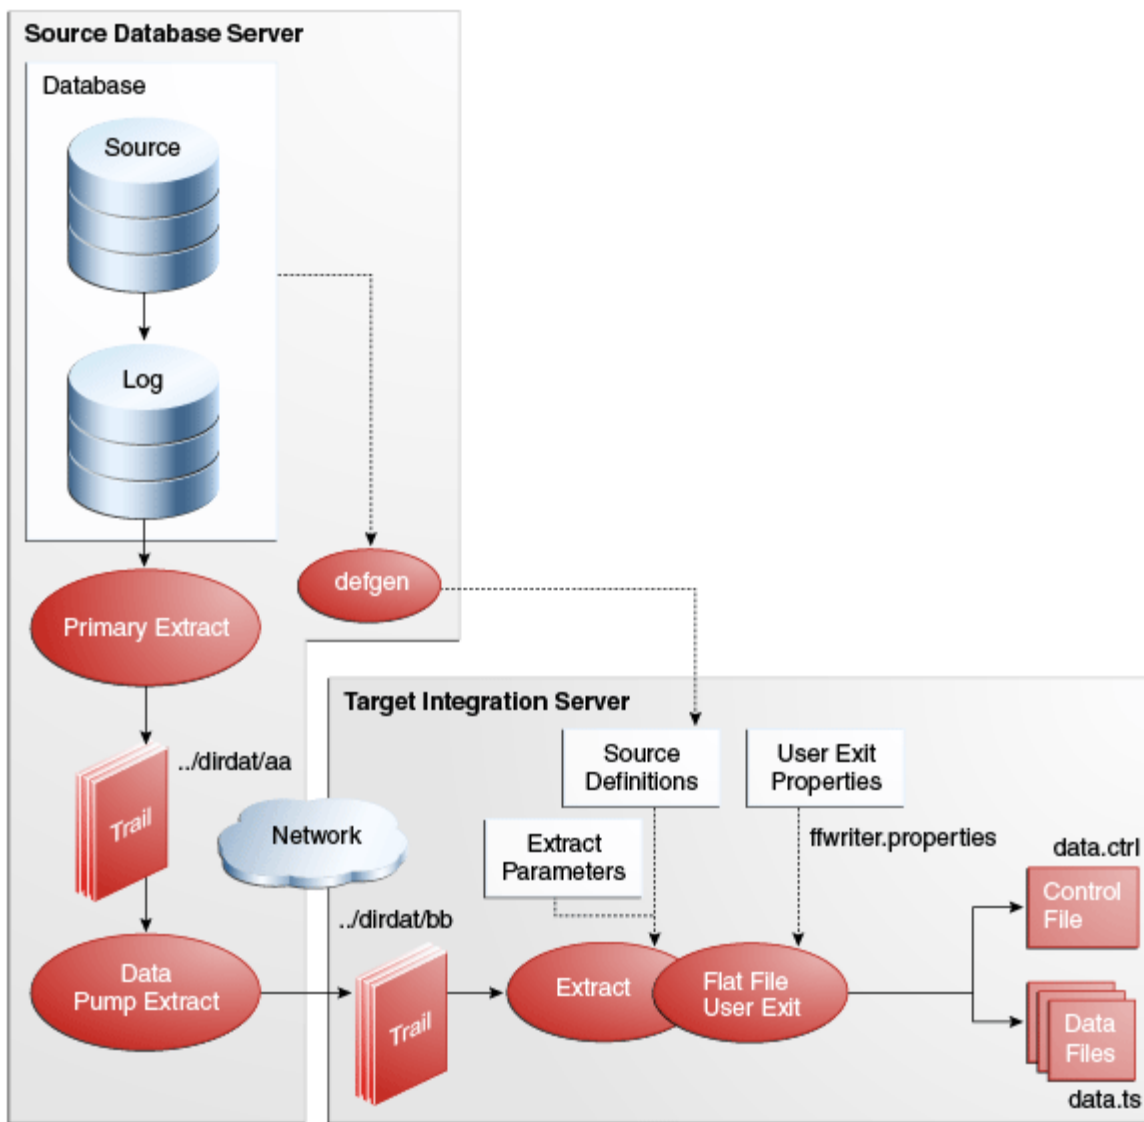 Source Database Server
Database
Source
Log
defgen
Primary Extract
../dirdat/aa
Trail
Network
Data
Pump Extract
Target Integration Server
Source
Definitions
User Exit
Properties
Extract
Parameters
ffwriter.properties
../dirdat/bb
Trail
Extract
Flat File
User Exit
data.ctrl
Control
File
Data
Files
data.ts